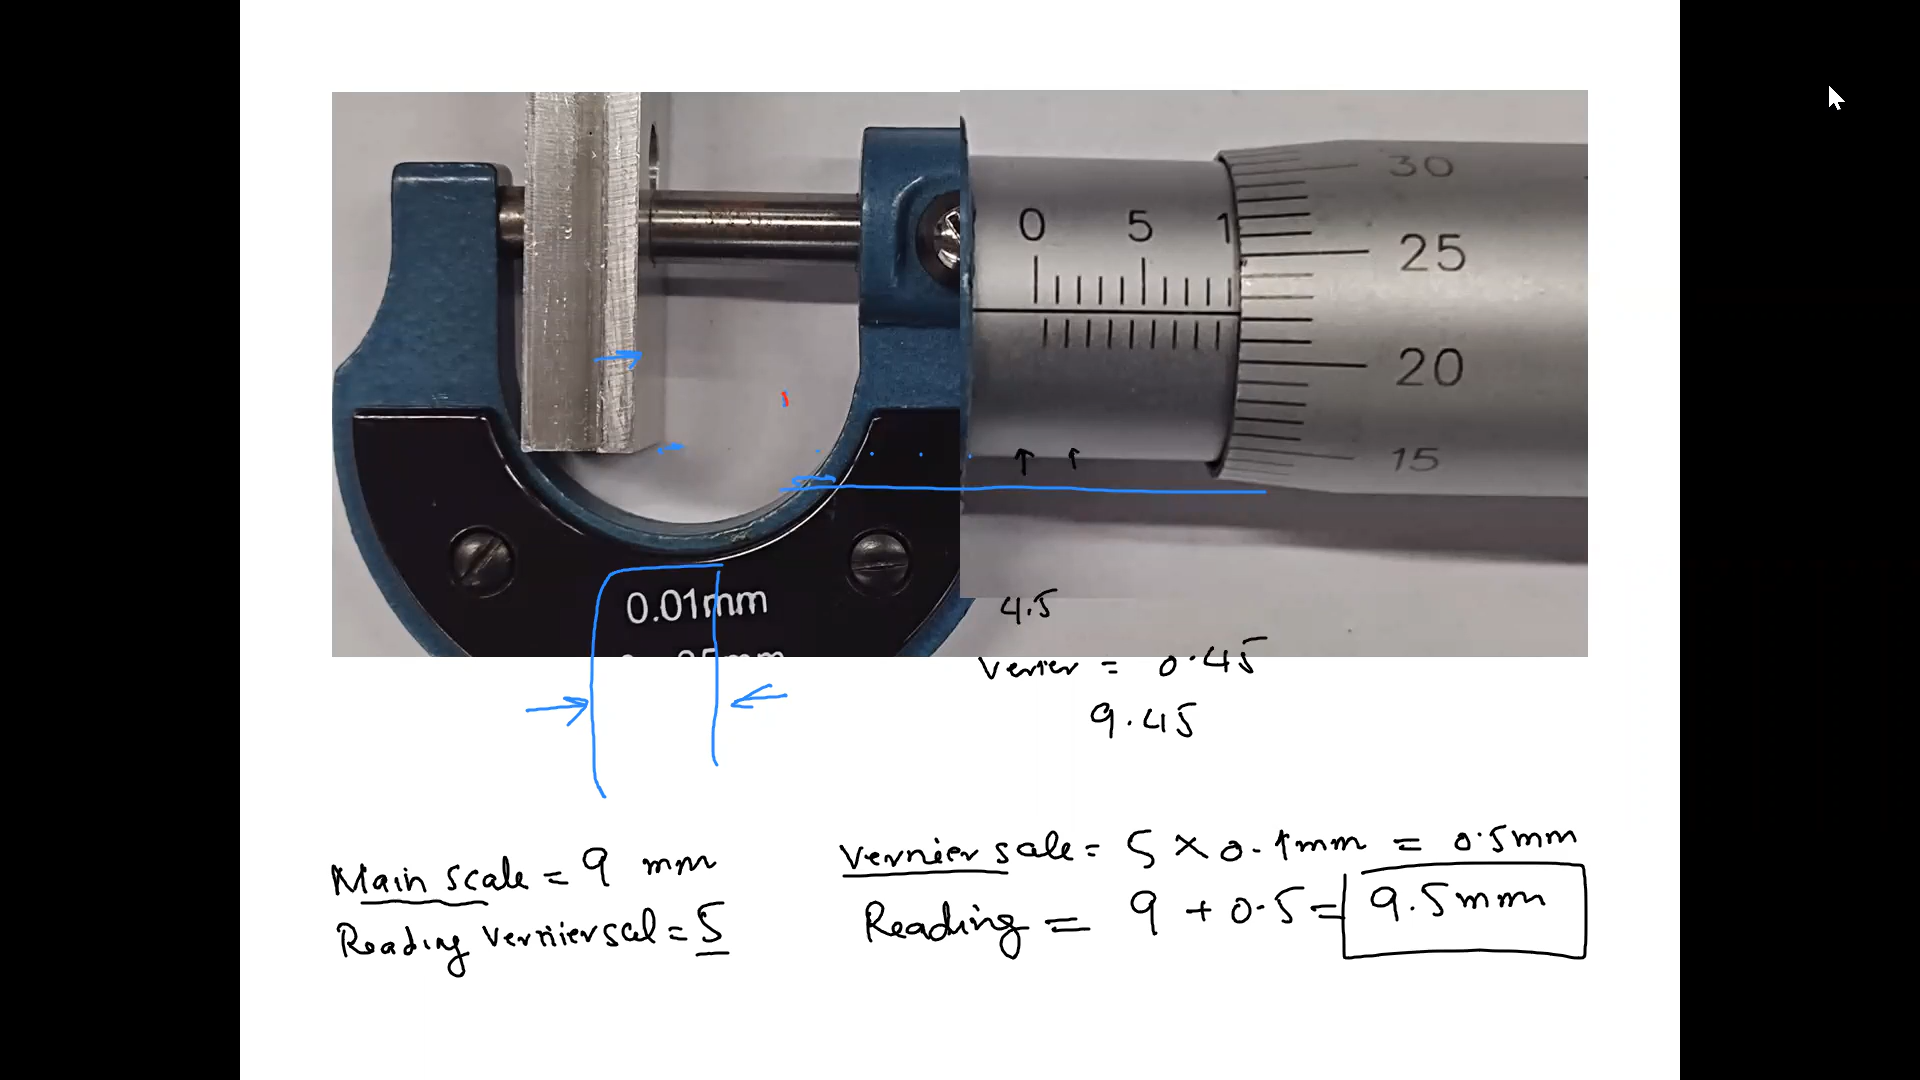 0 5 1
30
25
20
15
0.01mm
4.5
Verier = 0.45
9.45
Main scale = 9 mm
Reading Verniersal = 5
Vernier sale = 5 × 0.1mm = 0.5mm
Reading = 9 + 0.5 = 9.5mm